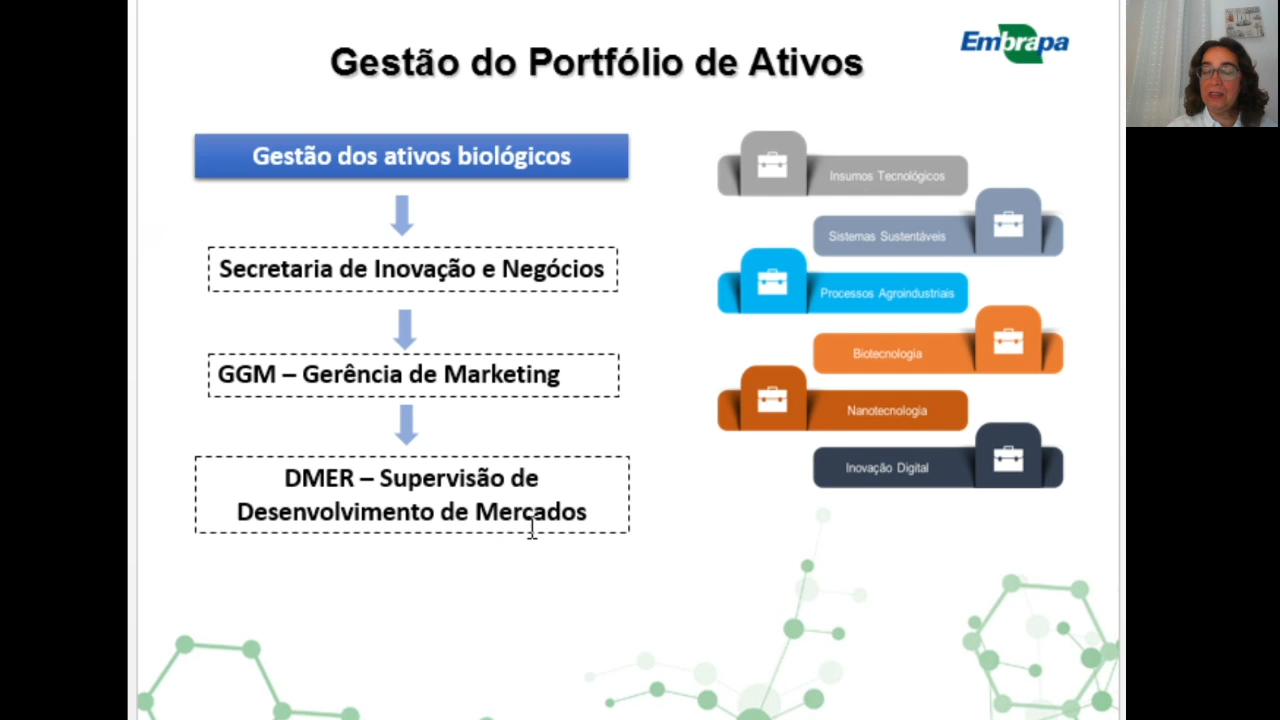 Gestão do Portfólio de Ativos
Embrapa
Gestão dos ativos biológicos
Secretaria de Inovação e Negócios
GGM – Gerência de Marketing
DMER – Supervisão de
Desenvolvimento de Mercados
Insumos Tecnológicos
Sistemas Sustentáveis
Processos Agroindustriais
Biotecnologia
Nanotecnologia
Inovação Digital